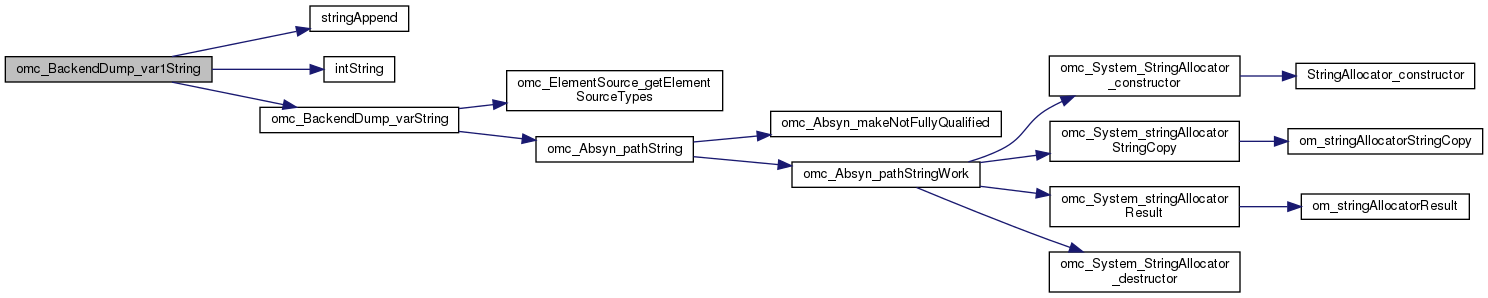 omc_BackendDump_var1String
stringAppend
intString
omc_BackendDump_varString
omc_ElementSource_getElement
SourceTypes
omc_Absyn_pathString
omc_Absyn_makeNotFullyQualified
omc_Absyn_pathStringWork
omc_System_StringAllocator
_constructor
StringAllocator_constructor
omc_System_stringAllocator
StringCopy
om_stringAllocatorStringCopy
omc_System_stringAllocator
Result
om_stringAllocatorResult
omc_System_StringAllocator
_destructor